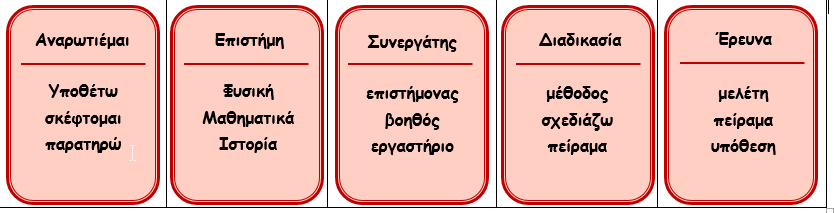 Αναρωτιέμαι
Υποθέτω
σκέφτομαι
παρατηρώ
Επιστήμη
Φυσική
Μαθηματικά
Ιστορία
Συνεργάτης
επιστήμονας
βοηθός
εργαστήριο
Διαδικασία
μέθοδος
σχεδιάζω
πείραμα
Έρευνα
μελέτη
πείραμα
υπόθεση